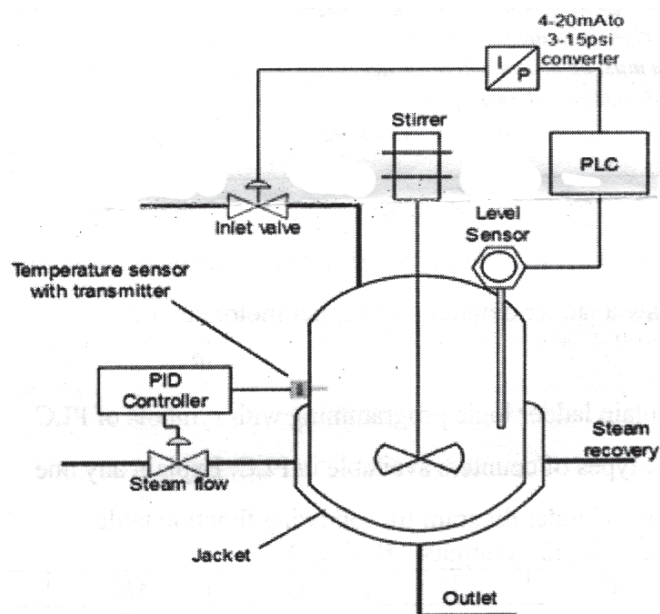 4-20mA to
3-15psi
converter
I
P
Stirrer
PLC
Level
Sensor
Inlet valve
Temperature sensor
with transmitter
PID
Controller
Steam flow
Steam
recovery
Jacket
Outlet